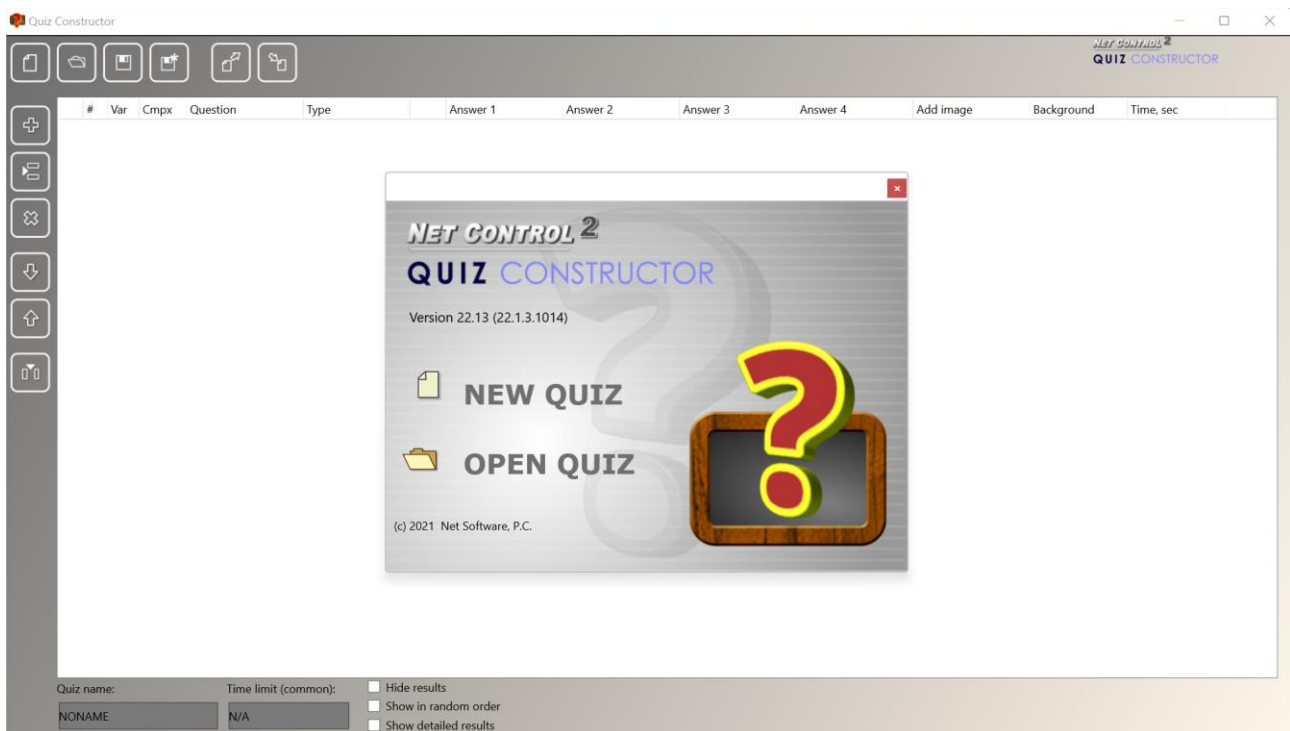 Quiz Constructor
NET CONTROL 2
QUIZ CONSTRUCTOR
# Var Cmpx Question Type Answer 1 Answer 2 Answer 3 Answer 4 Add image Background Time, sec
NET CONTROL 2
QUIZ CONSTRUCTOR
Version 22.13 (22.1.3.1014)
NEW QUIZ
OPEN QUIZ
(c) 2021 Net Software, P.C.
Quiz name: Time limit (common): Hide results
Show in random order
NONAME N/A
Show detailed results